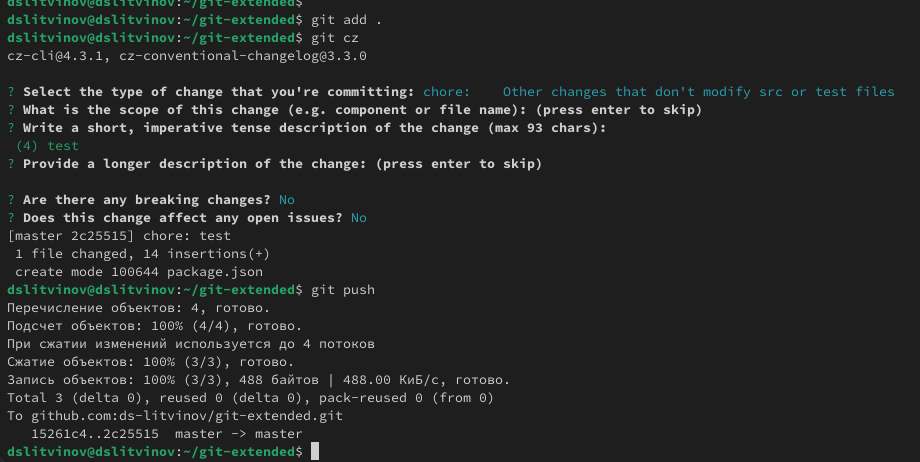 dslitvinov@dslitvinov:~/git-extended$
dslitvinov@dslitvinov:~/git-extended$ git add .
dslitvinov@dslitvinov:~/git-extended$ git cz
cz-cli@4.3.1, cz-conventional-changelog@3.3.0
? Select the type of change that you're committing: chore:    Other changes that don't modify src or test files
? What is the scope of this change (e.g. component or file name): (press enter to skip)
? Write a short, imperative tense description of the change (max 93 chars):
 (4) test
? Provide a longer description of the change: (press enter to skip)
? Are there any breaking changes? No
? Does this change affect any open issues? No
[master 2c25515] chore: test
 1 file changed, 14 insertions(+)
 create mode 100644 package.json
dslitvinov@dslitvinov:~/git-extended$ git push
Перечисление объектов: 4, готово.
Подсчет объектов: 100% (4/4), готово.
При сжатии изменений используется до 4 потоков
Сжатие объектов: 100% (3/3), готово.
Запись объектов: 100% (3/3), 488 байтов | 488.00 КиБ/с, готово.
Total 3 (delta 0), reused 0 (delta 0), pack-reused 0 (from 0)
To github.com:ds-litvinov/git-extended.git
   15261c4..2c25515  master -> master
dslitvinov@dslitvinov:~/git-extended$